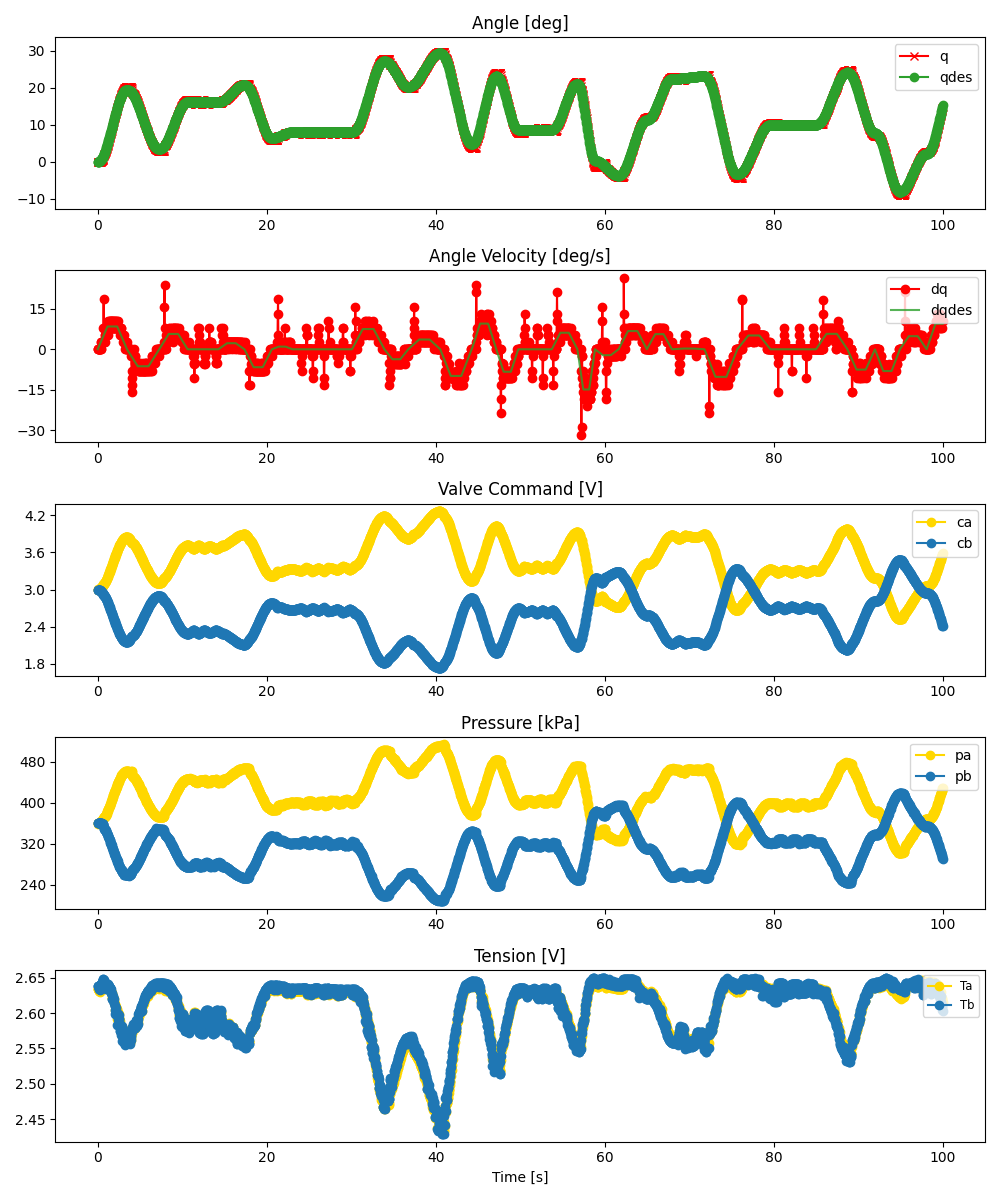 Angle [deg]
30
20
10
0
−10
q
qdes
0 20 40 60 80 100
Angle Velocity [deg/s]
15
0
−15
−30
dq
dqdes
0 20 40 60 80 100
Valve Command [V]
4.2
3.6
3.0
2.4
1.8
ca
cb
0 20 40 60 80 100
Pressure [kPa]
480
400
320
240
pa
pb
0 20 40 60 80 100
Tension [V]
2.65
2.60
2.55
2.50
2.45
Ta
Tb
0 20 40 60 80 100
Time [s]